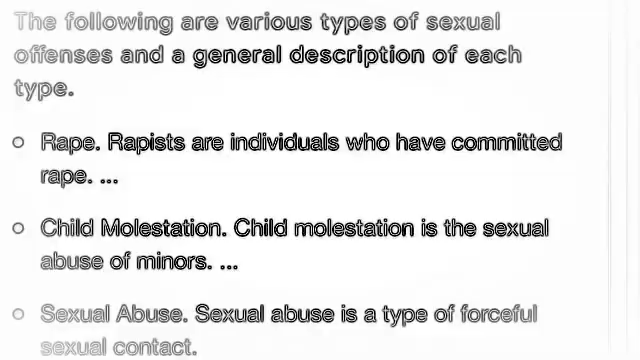 The following are various types of sexual
offenses and a general description of each
type.
Rape. Rapists are individuals who have committed
rape. ...
Child Molestation. Child molestation is the sexual
abuse of minors. ...
Sexual Abuse. Sexual abuse is a type of forceful
sexual contact.